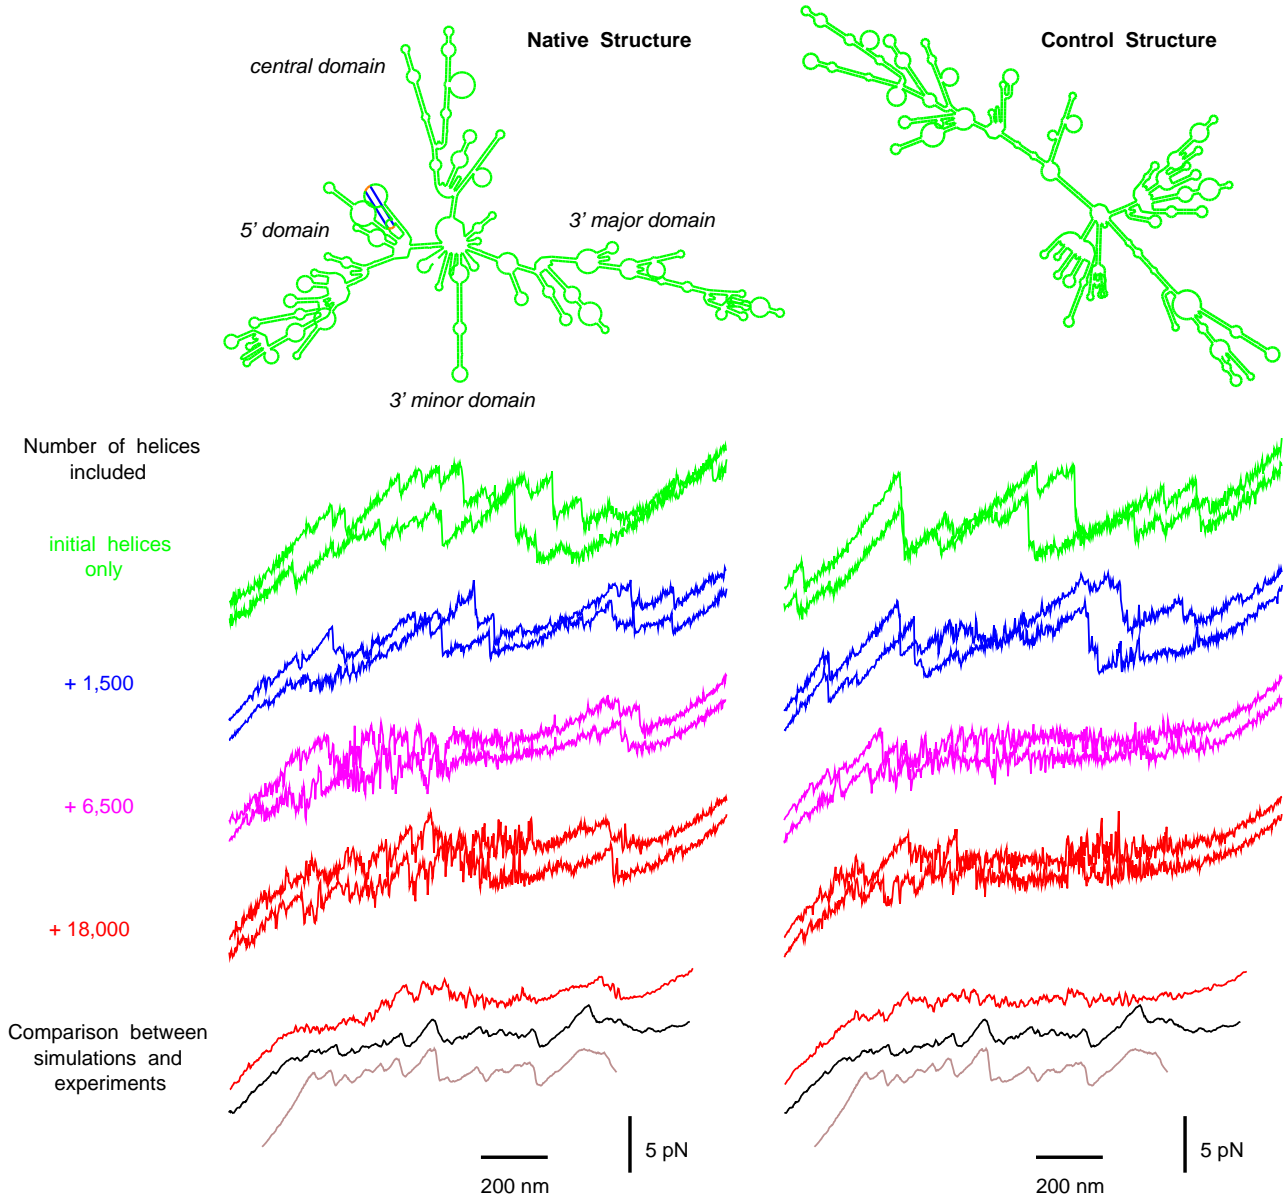 Native Structure
Control Structure
central domain
5’ domain
3’ major domain
3’ minor domain
Number of helices
included
initial helices
only
+ 1,500
+ 6,500
+ 18,000
Comparison between
simulations and
experiments
5 pN
200 nm
5 pN
200 nm